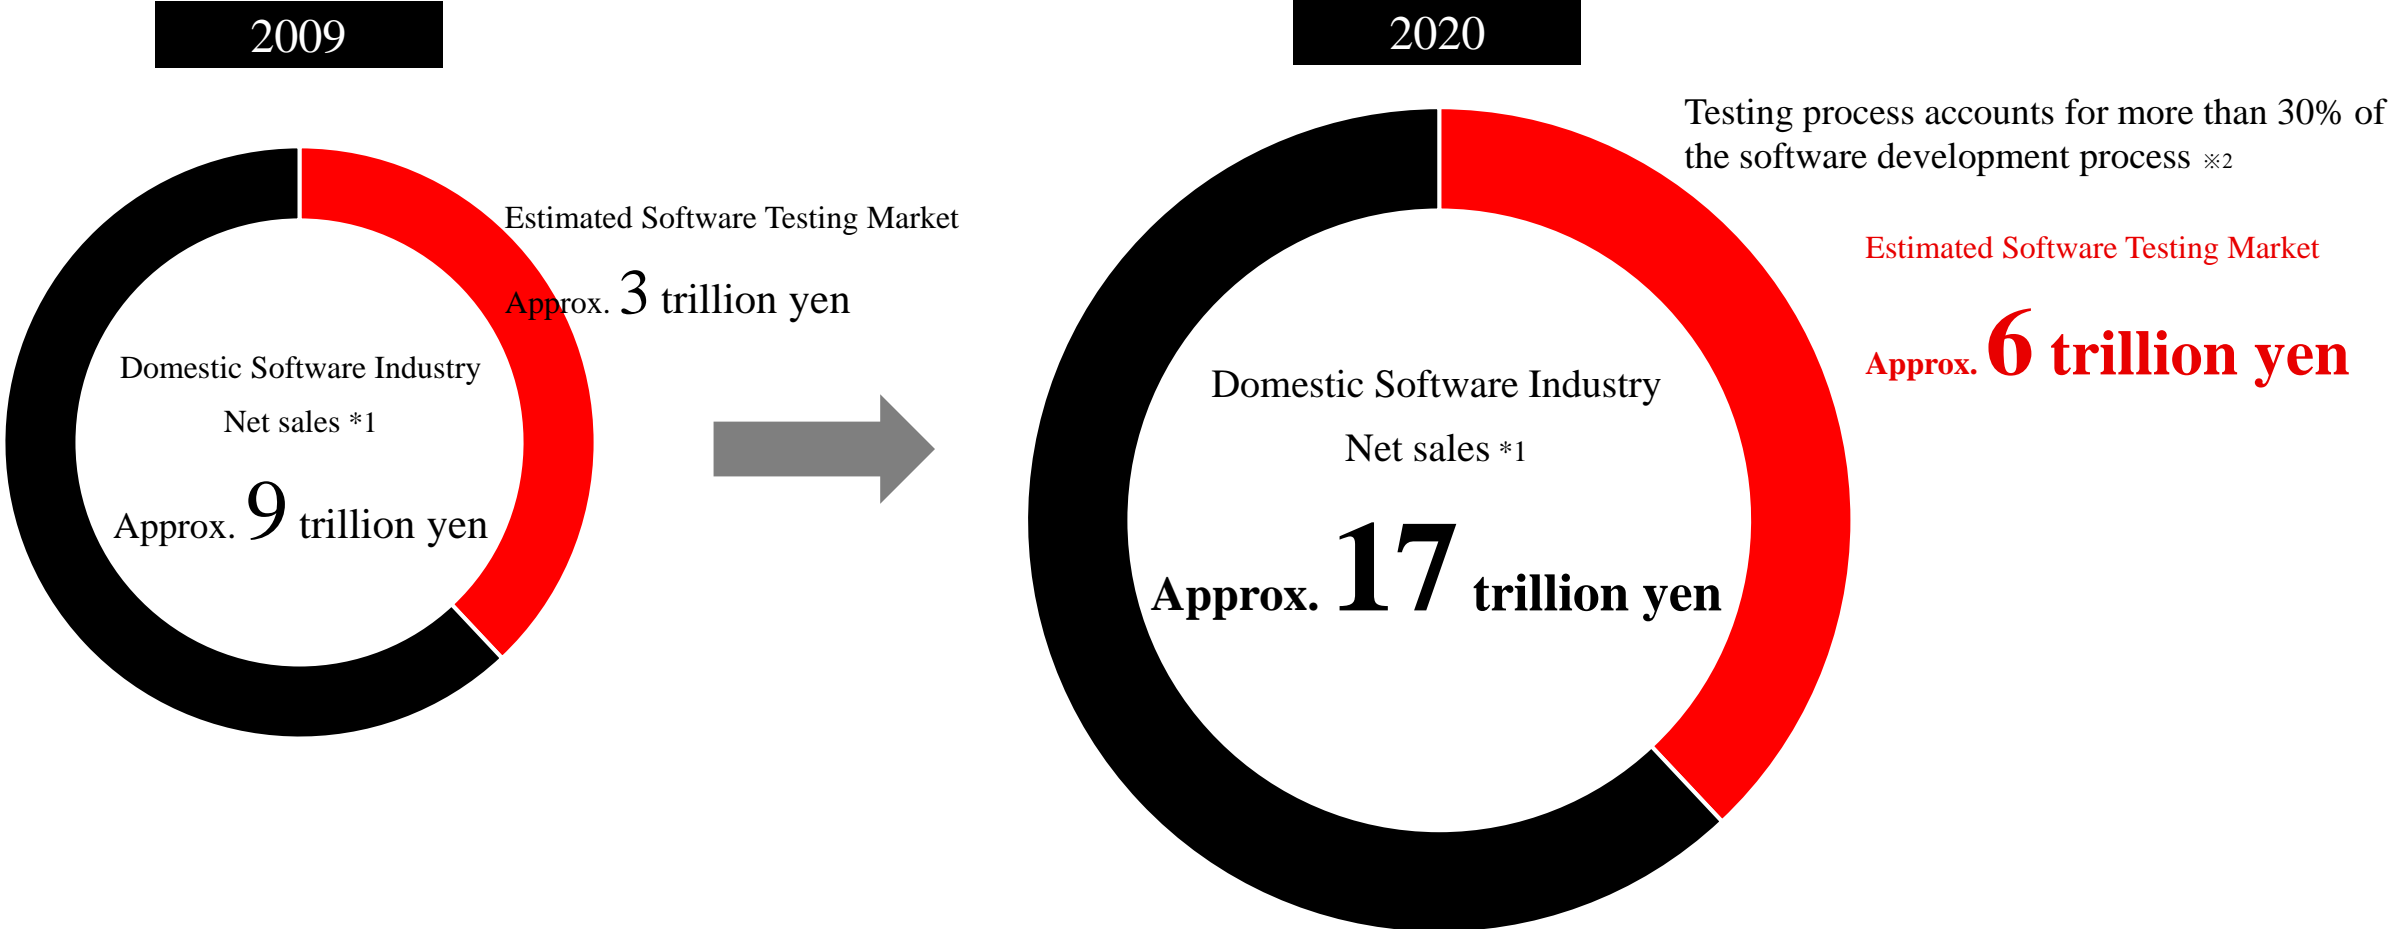 2009
Estimated Software Testing Market
Approx. 3 trillion yen
Domestic Software Industry
Net sales *1
Approx. 9 trillion yen
2020
Testing process accounts for more than 30% of
the software development process ※2
Estimated Software Testing Market
Approx. 6 trillion yen
Domestic Software Industry
Net sales *1
Approx. 17 trillion yen